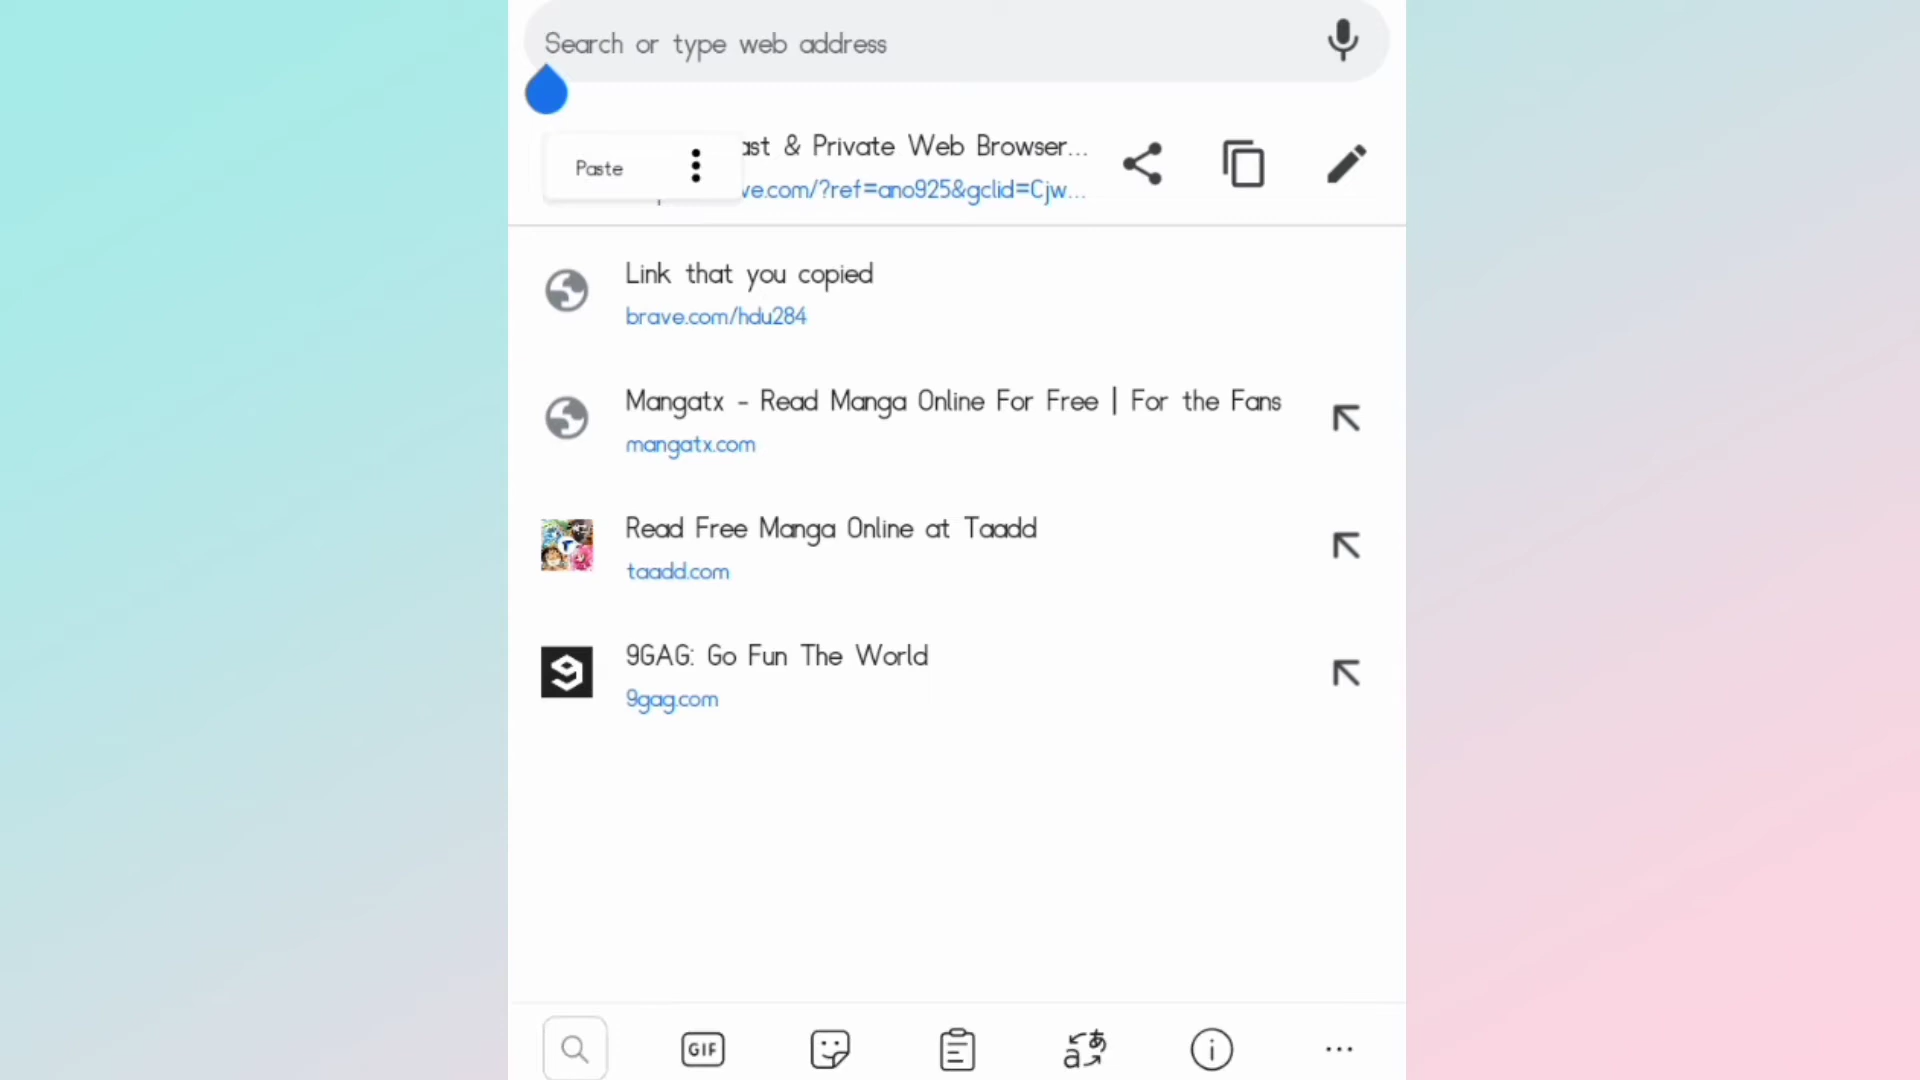 Search or type web address
ast & Private Web Browser...
Paste
ve.com/?ref=ano925&gclid=Cjw...
Link that you copied
brave.com/hdu284
Mangatx - Read Manga Online For Free | For the Fans
mangatx.com
Read Free Manga Online at Taadd
taadd.com
9GAG: Go Fun The World
9gag.com
GIF
aあ